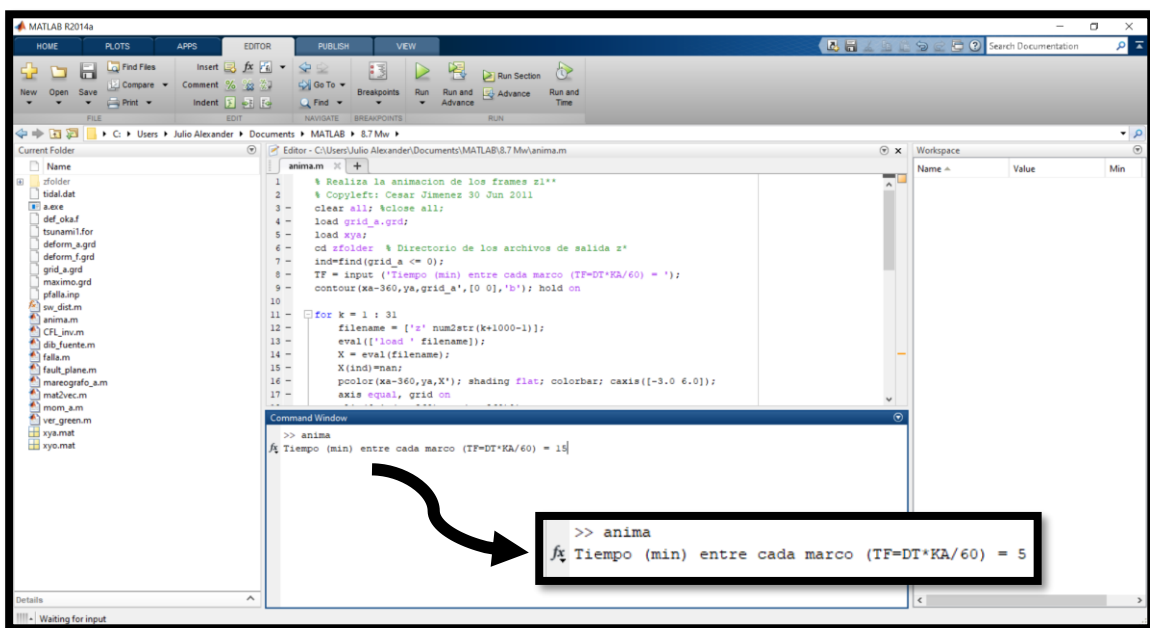 MATLAB R2014a
HOME PLOTS APPS EDITOR PUBLISH VIEW
Search Documentation
New Open Save Find Files Compare Print
Insert Comment Indent
Go To Find
Breakpoints Run Run and Advance Run Section Advance Run and Time
FILE EDIT NAVIGATE BREAKPOINTS RUN
C: Users Julio Alexander Documents MATLAB 8.7 Mw
Current Folder
Name
zfolder
tidal.dat
a.exe
def_oka.f
tsunami1.for
deform_a.grd
deform_f.grd
grid_a.grd
maximo.grd
pfalla.inp
sw_dist.m
anima.m
CFL_inv.m
dib_fuente.m
falla.m
fault_plane.m
mareografo_a.m
mat2vec.m
mom_a.m
ver_green.m
xya.mat
xyo.mat
Details
Waiting for input
Editor - C:\Users\Julio Alexander\Documents\MATLAB\8.7 Mw\anima.m
anima.m
1 % Realiza la animacion de los frames z1**
2 % Copyleft: Cesar Jimenez 30 Jun 2011
3 - clear all; %close all;
4 - load grid_a.grd;
5 - load xya;
6 - cd zfolder % Directorio de los archivos de salida z*
7 - ind=find(grid_a <= 0);
8 - TF = input ('Tiempo (min) entre cada marco (TF=DT*KA/60) = ');
9 - contour(xa-360,ya,grid_a',[0 0],'b'); hold on
10
11 - for k = 1 : 31
12 - filename = ['z' num2str(k+1000-1)];
13 - eval(['load ' filename]);
14 - X = eval(filename);
15 - X(ind)=nan;
16 - pcolor(xa-360,ya,X'); shading flat; colorbar; caxis([-3.0 6.0]);
17 - axis equal, grid on
Command Window
>> anima
fx Tiempo (min) entre cada marco (TF=DT*KA/60) = 15
>> anima
fx Tiempo (min) entre cada marco (TF=DT*KA/60) = 5
Workspace
Name Value Min